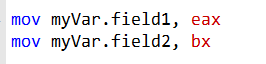 mov myVar.field1, eax
mov myVar.field2, bx